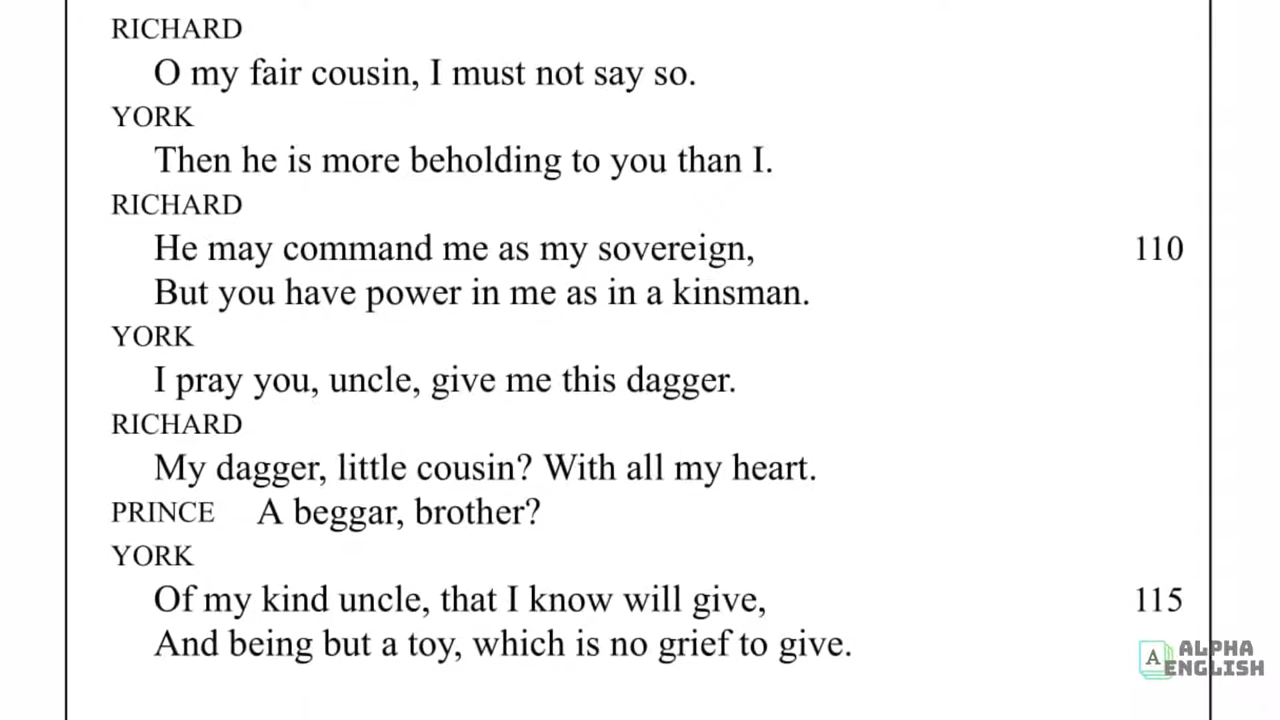 RICHARD
O my fair cousin, I must not say so.
YORK
Then he is more beholding to you than I.
RICHARD
He may command me as my sovereign, 110
But you have power in me as in a kinsman.
YORK
I pray you, uncle, give me this dagger.
RICHARD
My dagger, little cousin? With all my heart.
PRINCE A beggar, brother?
YORK
Of my kind uncle, that I know will give, 115
And being but a toy, which is no grief to give.
A ALPHA
ENGLISH